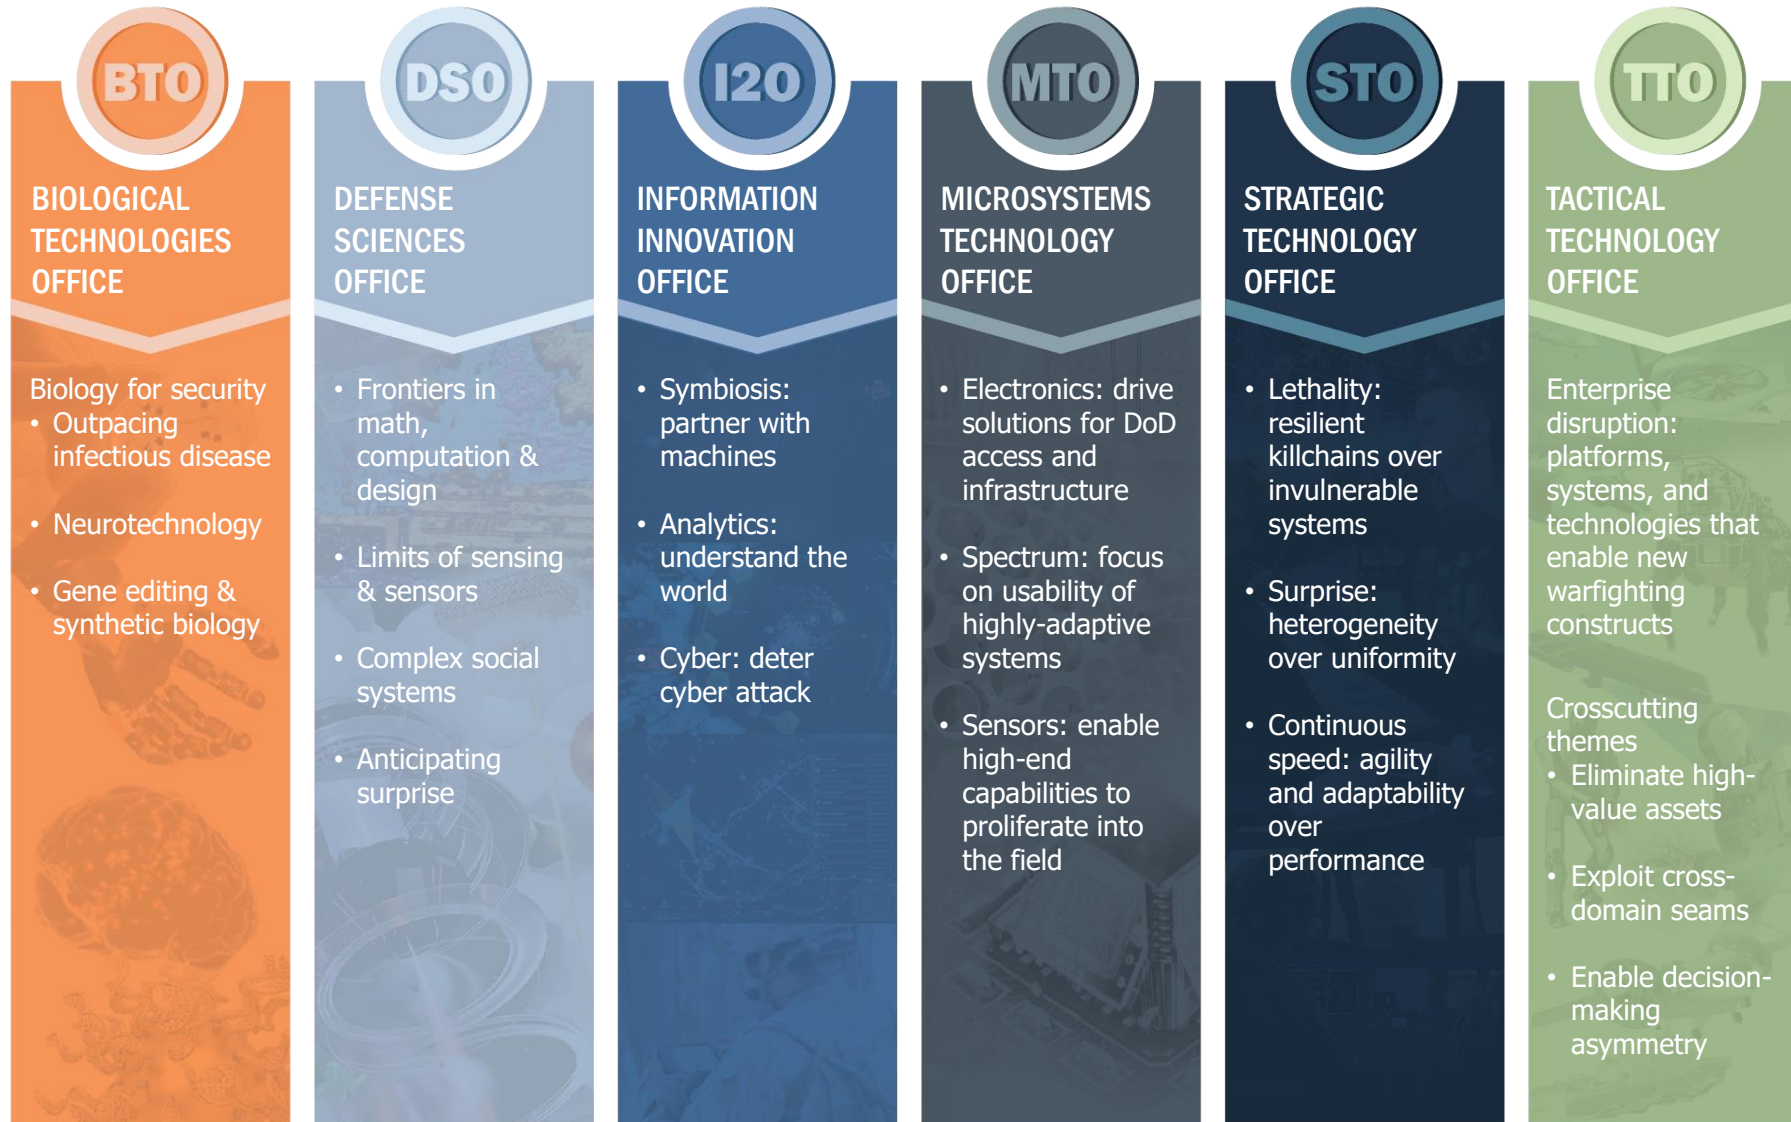 BTO
BIOLOGICAL
TECHNOLOGIES
OFFICE
Biology for security
• Outpacing
infectious disease
• Neurotechnology
• Gene editing &
synthetic biology
DSO
DEFENSE
SCIENCES
OFFICE
• Frontiers in
math,
computation &
design
• Limits of sensing
& sensors
• Complex social
systems
• Anticipating
surprise
I2O
INFORMATION
INNOVATION
OFFICE
• Symbiosis:
partner with
machines
• Analytics:
understand the
world
• Cyber: deter
cyber attack
MTO
MICROSYSTEMS
TECHNOLOGY
OFFICE
• Electronics: drive
solutions for DoD
access and
infrastructure
• Spectrum: focus
on usability of
highly-adaptive
systems
• Sensors: enable
high-end
capabilities to
proliferate into
the field
STO
STRATEGIC
TECHNOLOGY
OFFICE
• Lethality:
resilient
killchains over
invulnerable
systems
• Surprise:
heterogeneity
over uniformity
• Continuous
speed: agility
and adaptability
over
performance
TTO
TACTICAL
TECHNOLOGY
OFFICE
Enterprise
disruption:
platforms,
systems, and
technologies that
enable new
warfighting
constructs
Crosscutting
themes
• Eliminate high-
value assets
• Exploit cross-
domain seams
• Enable decision-
making
asymmetry